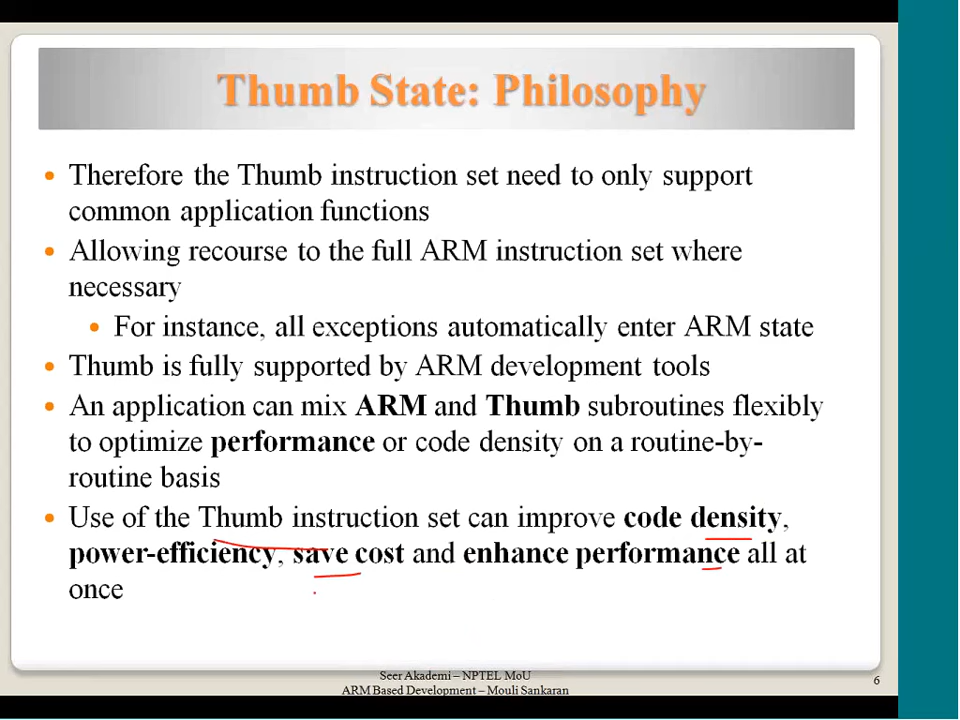 Thumb State: Philosophy
Therefore the Thumb instruction set need to only support
common application functions
Allowing recourse to the full ARM instruction set where
necessary
For instance, all exceptions automatically enter ARM state
Thumb is fully supported by ARM development tools
An application can mix ARM and Thumb subroutines flexibly
to optimize performance or code density on a routine-by-
routine basis
Use of the Thumb instruction set can improve code density,
power-efficiency, save cost and enhance performance all at
once
Seer Akademi – NPTEL MoU
ARM Based Development – Mouli Sankaran
6